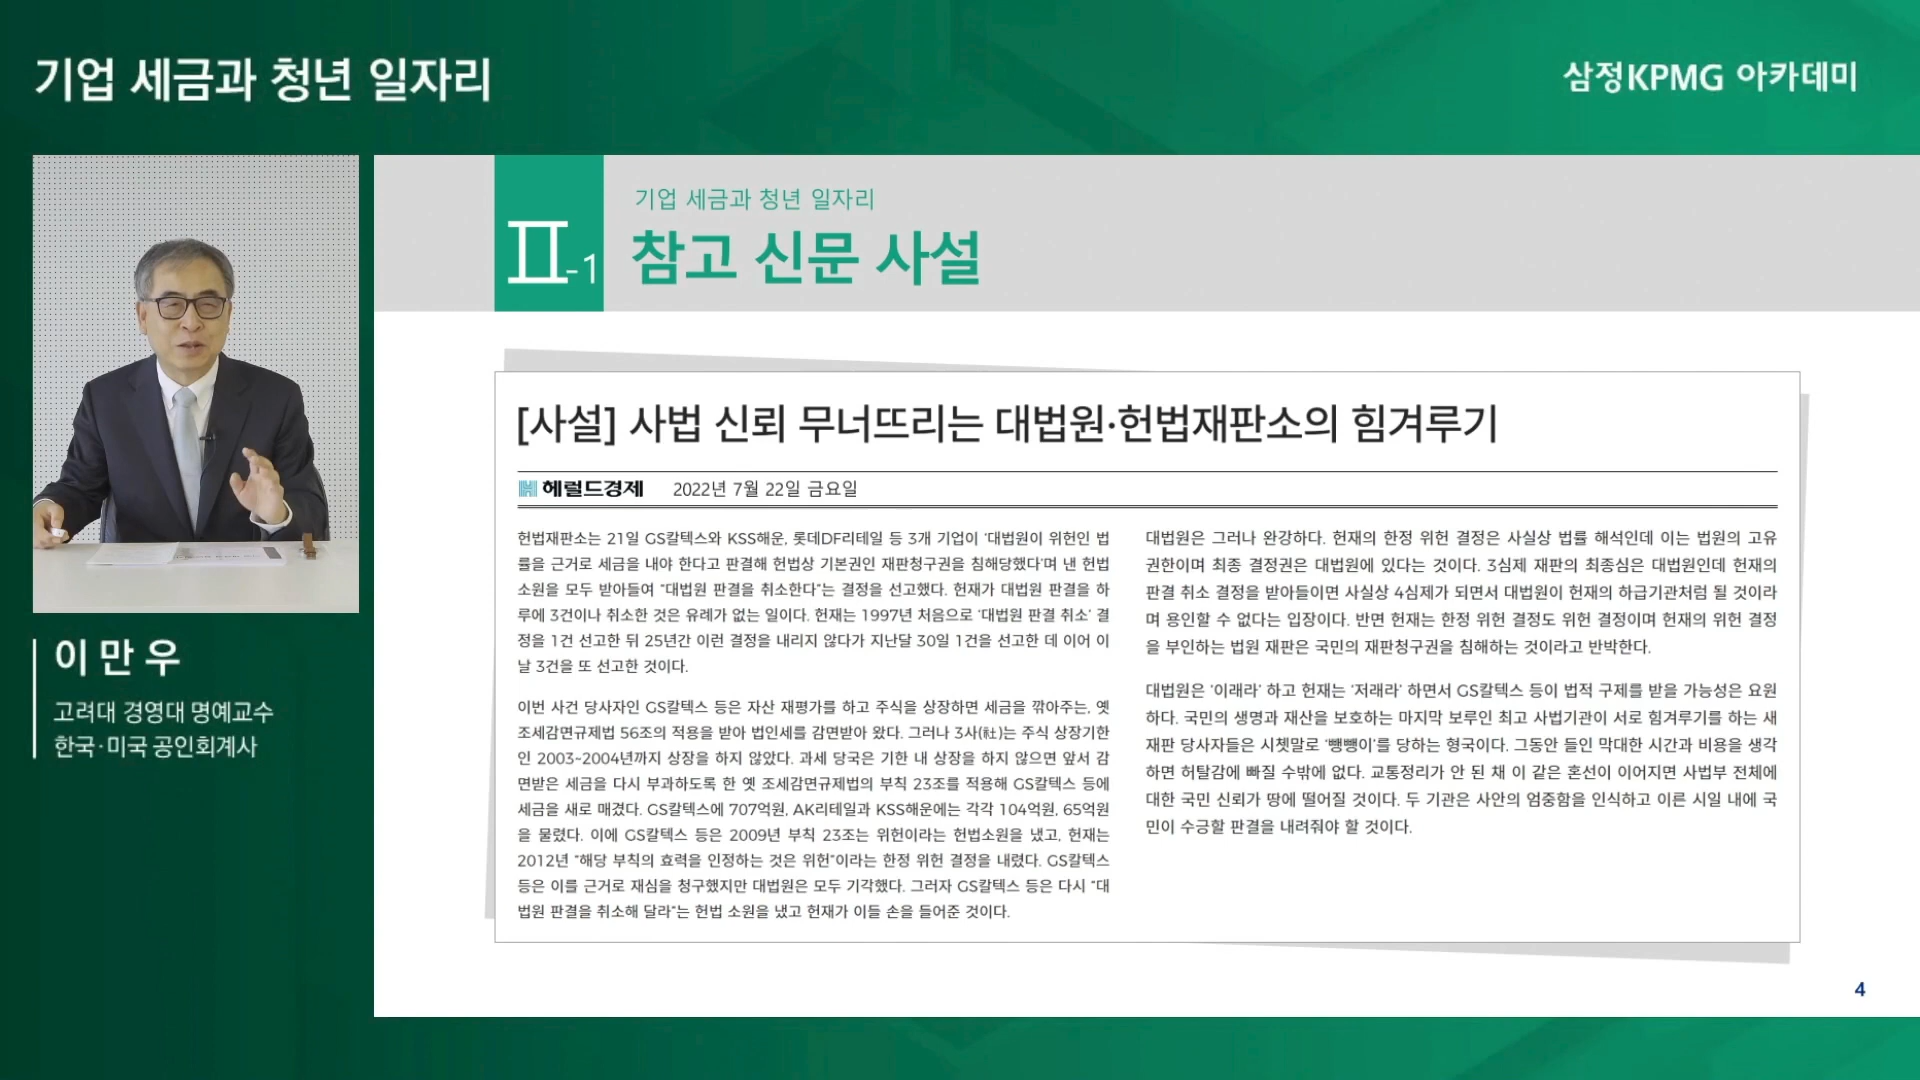 기업 세금과 청년 일자리
삼정KPMG 아카데미
이만우
고려대 경영대 명예교수
한국·미국 공인회계사
Ⅱ-1
기업 세금과 청년 일자리
참고 신문 사설
[사설] 사법 신뢰 무너뜨리는 대법원·헌법재판소의 힘겨루기
헤럴드경제 2022년 7월 22일 금요일
헌법재판소는 21일 GS칼텍스와 KSS해운, 롯데DF리테일 등 3개 기업이 '대법원이 위헌인 법
률을 근거로 세금을 내야 한다고 판결해 헌법상 기본권인 재판청구권을 침해당했다'며 낸 헌법
소원을 모두 받아들여 "대법원 판결을 취소한다"는 결정을 선고했다. 헌재가 대법원 판결을 하
루에 3건이나 취소한 것은 유례가 없는 일이다. 헌재는 1997년 처음으로 '대법원 판결 취소' 결
정을 1건 선고한 뒤 25년간 이런 결정을 내리지 않다가 지난달 30일 1건을 선고한 데 이어 이
날 3건을 또 선고한 것이다.
이번 사건 당사자인 GS칼텍스 등은 자산 재평가를 하고 주식을 상장하면 세금을 깎아주는, 옛
조세감면규제법 56조의 적용을 받아 법인세를 감면받아 왔다. 그러나 3사(社)는 주식 상장기한
인 2003~2004년까지 상장을 하지 않았다. 과세 당국은 기한 내 상장을 하지 않으면 앞서 감
면받은 세금을 다시 부과하도록 한 옛 조세감면규제법의 부칙 23조를 적용해 GS칼텍스 등에
세금을 새로 매겼다. GS칼텍스에 707억원, AK리테일과 KSS해운에는 각각 104억원, 65억원
을 물렸다. 이에 GS칼텍스 등은 2009년 부칙 23조는 위헌이라는 헌법소원을 냈고, 헌재는
2012년 "해당 부칙의 효력을 인정하는 것은 위헌"이라는 한정 위헌 결정을 내렸다. GS칼텍스
등은 이를 근거로 재심을 청구했지만 대법원은 모두 기각했다. 그러자 GS칼텍스 등은 다시 "대
법원 판결을 취소해 달라"는 헌법 소원을 냈고 헌재가 이들 손을 들어준 것이다.
대법원은 그러나 완강하다. 헌재의 한정 위헌 결정은 사실상 법률 해석인데 이는 법원의 고유
권한이며 최종 결정권은 대법원에 있다는 것이다. 3심제 재판의 최종심은 대법원인데 헌재의
판결 취소 결정을 받아들이면 사실상 4심제가 되면서 대법원이 헌재의 하급기관처럼 될 것이라
며 용인할 수 없다는 입장이다. 반면 헌재는 한정 위헌 결정도 위헌 결정이며 헌재의 위헌 결정
을 부인하는 법원 재판은 국민의 재판청구권을 침해하는 것이라고 반박한다.
대법원은 '이래라' 하고 헌재는 '저래라' 하면서 GS칼텍스 등이 법적 구제를 받을 가능성은 요원
하다. 국민의 생명과 재산을 보호하는 마지막 보루인 최고 사법기관이 서로 힘겨루기를 하는 새
재판 당사자들은 시쳇말로 '뺑뺑이'를 당하는 형국이다. 그동안 들인 막대한 시간과 비용을 생각
하면 허탈감에 빠질 수밖에 없다. 교통정리가 안 된 채 이 같은 혼선이 이어지면 사법부 전체에
대한 국민 신뢰가 땅에 떨어질 것이다. 두 기관은 사안의 엄중함을 인식하고 이른 시일 내에 국
민이 수긍할 판결을 내려줘야 할 것이다.
4